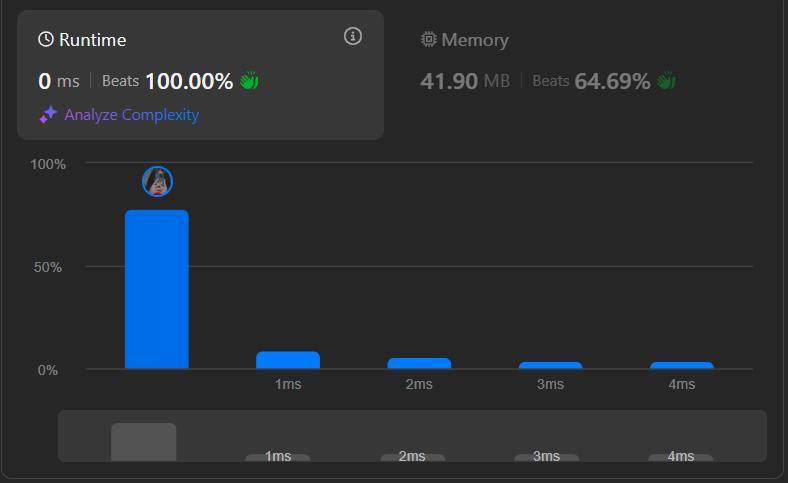 Runtime
0 ms | Beats 100.00%
Analyze Complexity
Memory
41.90 MB | Beats 64.69%
100%
50%
0%
1ms 2ms 3ms 4ms
1ms 2ms 3ms 4ms